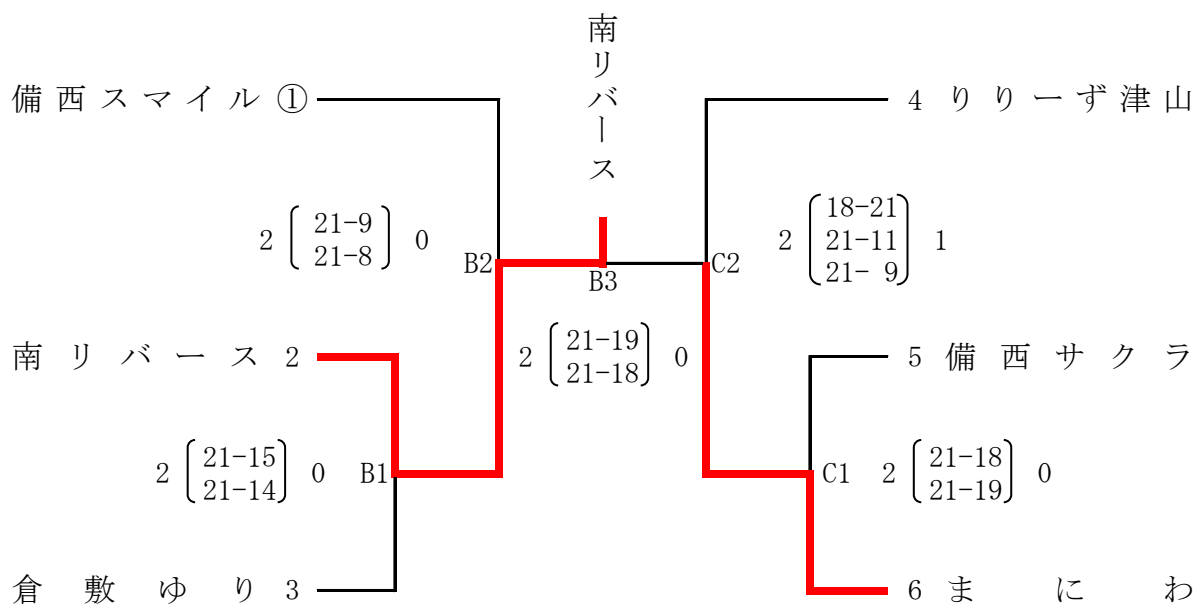 南リバース
備西スマイル ①
4 りりーず津山
2 21-9 0
21-8
2 18-21 1
21-11
21- 9
B2
B3
C2
南リバース 2
2 21-19 0
21-18
5 備西サクラ
2 21-15 0
21-14
B1
C1
2 21-18 0
21-19
倉敷ゆり 3
6 まにわ